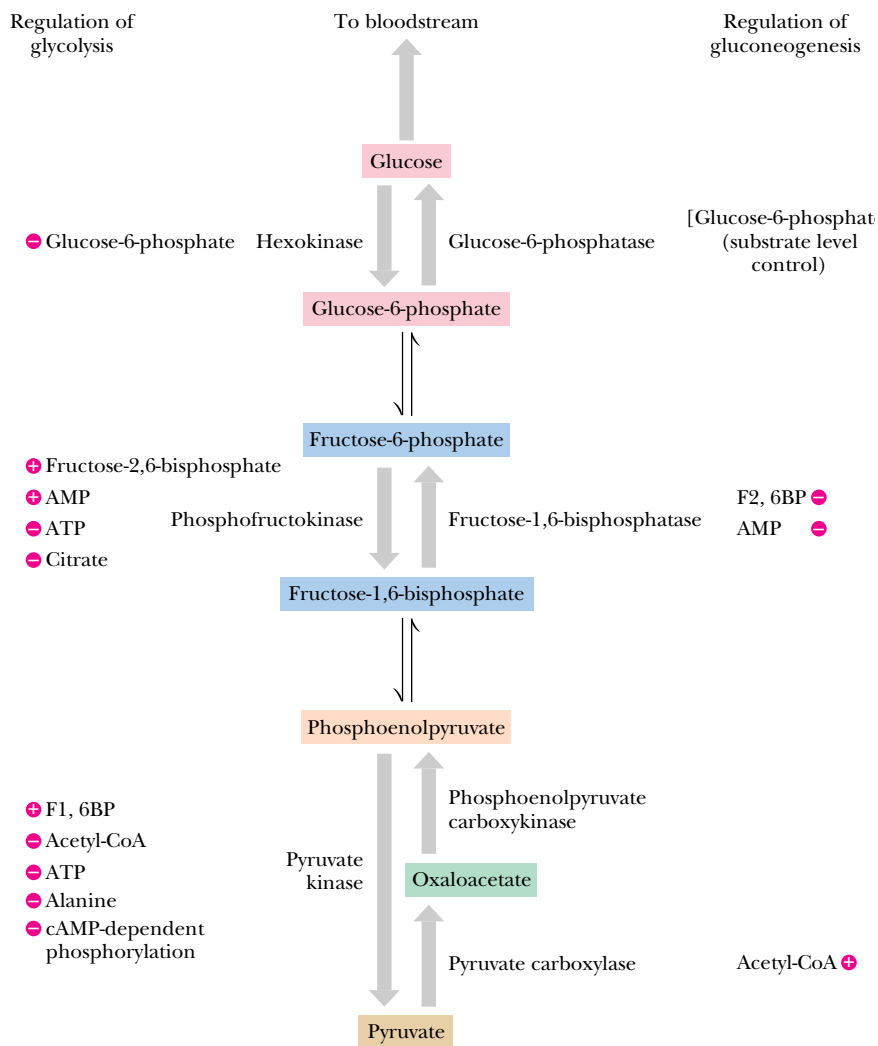 Regulation of
glycolysis
To bloodstream
Regulation of
gluconeogenesis
Glucose
− Glucose-6-phosphate
Hexokinase
Glucose-6-phosphatase
[Glucose-6-phosphat
(substrate level
control)
Glucose-6-phosphate
Fructose-6-phosphate
+ Fructose-2,6-bisphosphate
+ AMP
− ATP
− Citrate
Phosphofructokinase
Fructose-1,6-bisphosphatase
F2, 6BP −
AMP −
Fructose-1,6-bisphosphate
Phosphoenolpyruvate
+ F1, 6BP
− Acetyl-CoA
− ATP
− Alanine
− cAMP-dependent
phosphorylation
Pyruvate
kinase
Phosphoenolpyruvate
carboxykinase
Oxaloacetate
Pyruvate carboxylase
Acetyl-CoA +
Pyruvate